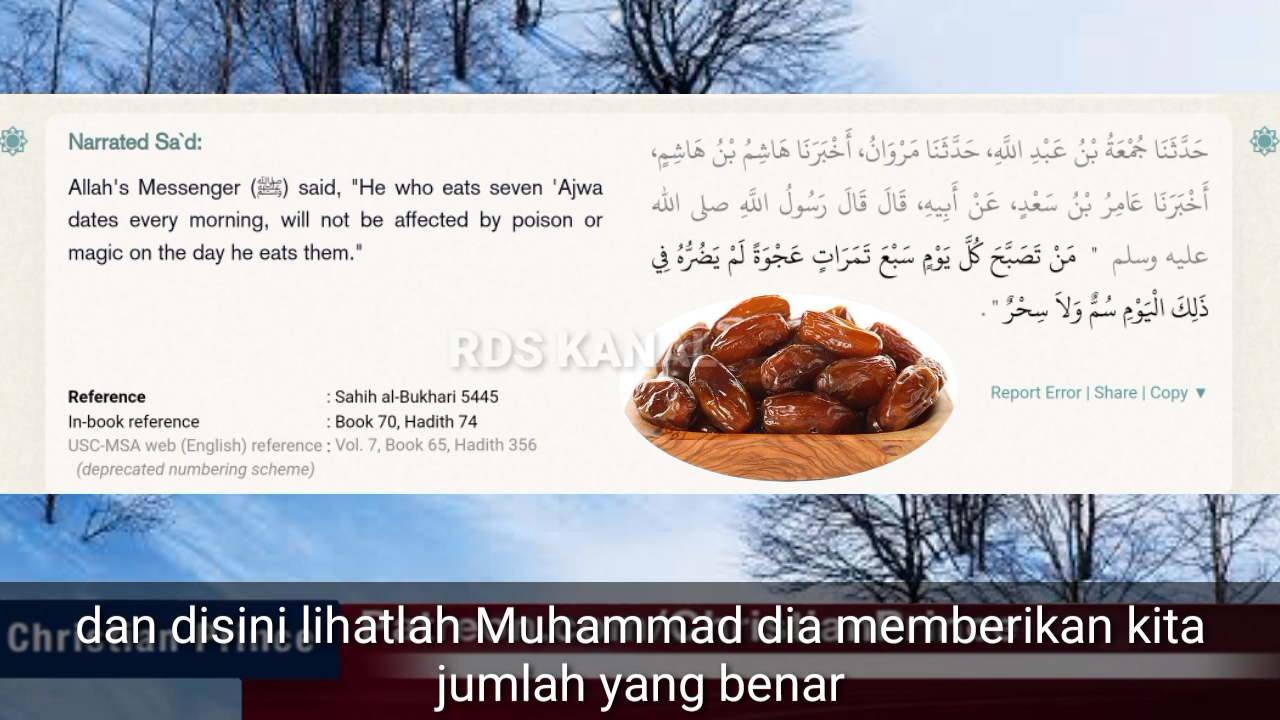 Narrated Sa`d:
Allah's Messenger (ﷺ) said, "He who eats seven 'Ajwa
dates every morning, will not be affected by poison or
magic on the day he eats them."
حَدَّثَنَا جُمْعَةُ بْنُ عَبْدِ اللَّهِ، حَدَّثَنَا مَرْوَانُ، أَخْبَرَنَا هَاشِمُ بْنُ هَاشِمٍ،
أَخْبَرَنَا عَامِرُ بْنُ سَعْدٍ، عَنْ أَبِيهِ، قَالَ قَالَ رَسُولُ اللَّهِ صلى الله
عليه وسلم " مَنْ تَصَبَّحَ كُلَّ يَوْمٍ سَبْعَ تَمَرَاتٍ عَجْوَةً لَمْ يَضُرُّهُ فِي
ذَلِكَ الْيَوْمِ سُمٌّ وَلاَ سِحْرٌ ".
RDS KANAL
Reference : Sahih al-Bukhari 5445
In-book reference : Book 70, Hadith 74
USC-MSA web (English) reference : Vol. 7, Book 65, Hadith 356
(deprecated numbering scheme)
Report Error | Share | Copy ▼
Christian Prince
dan disini lihatlah Muhammad dia memberikan kita
jumlah yang benar